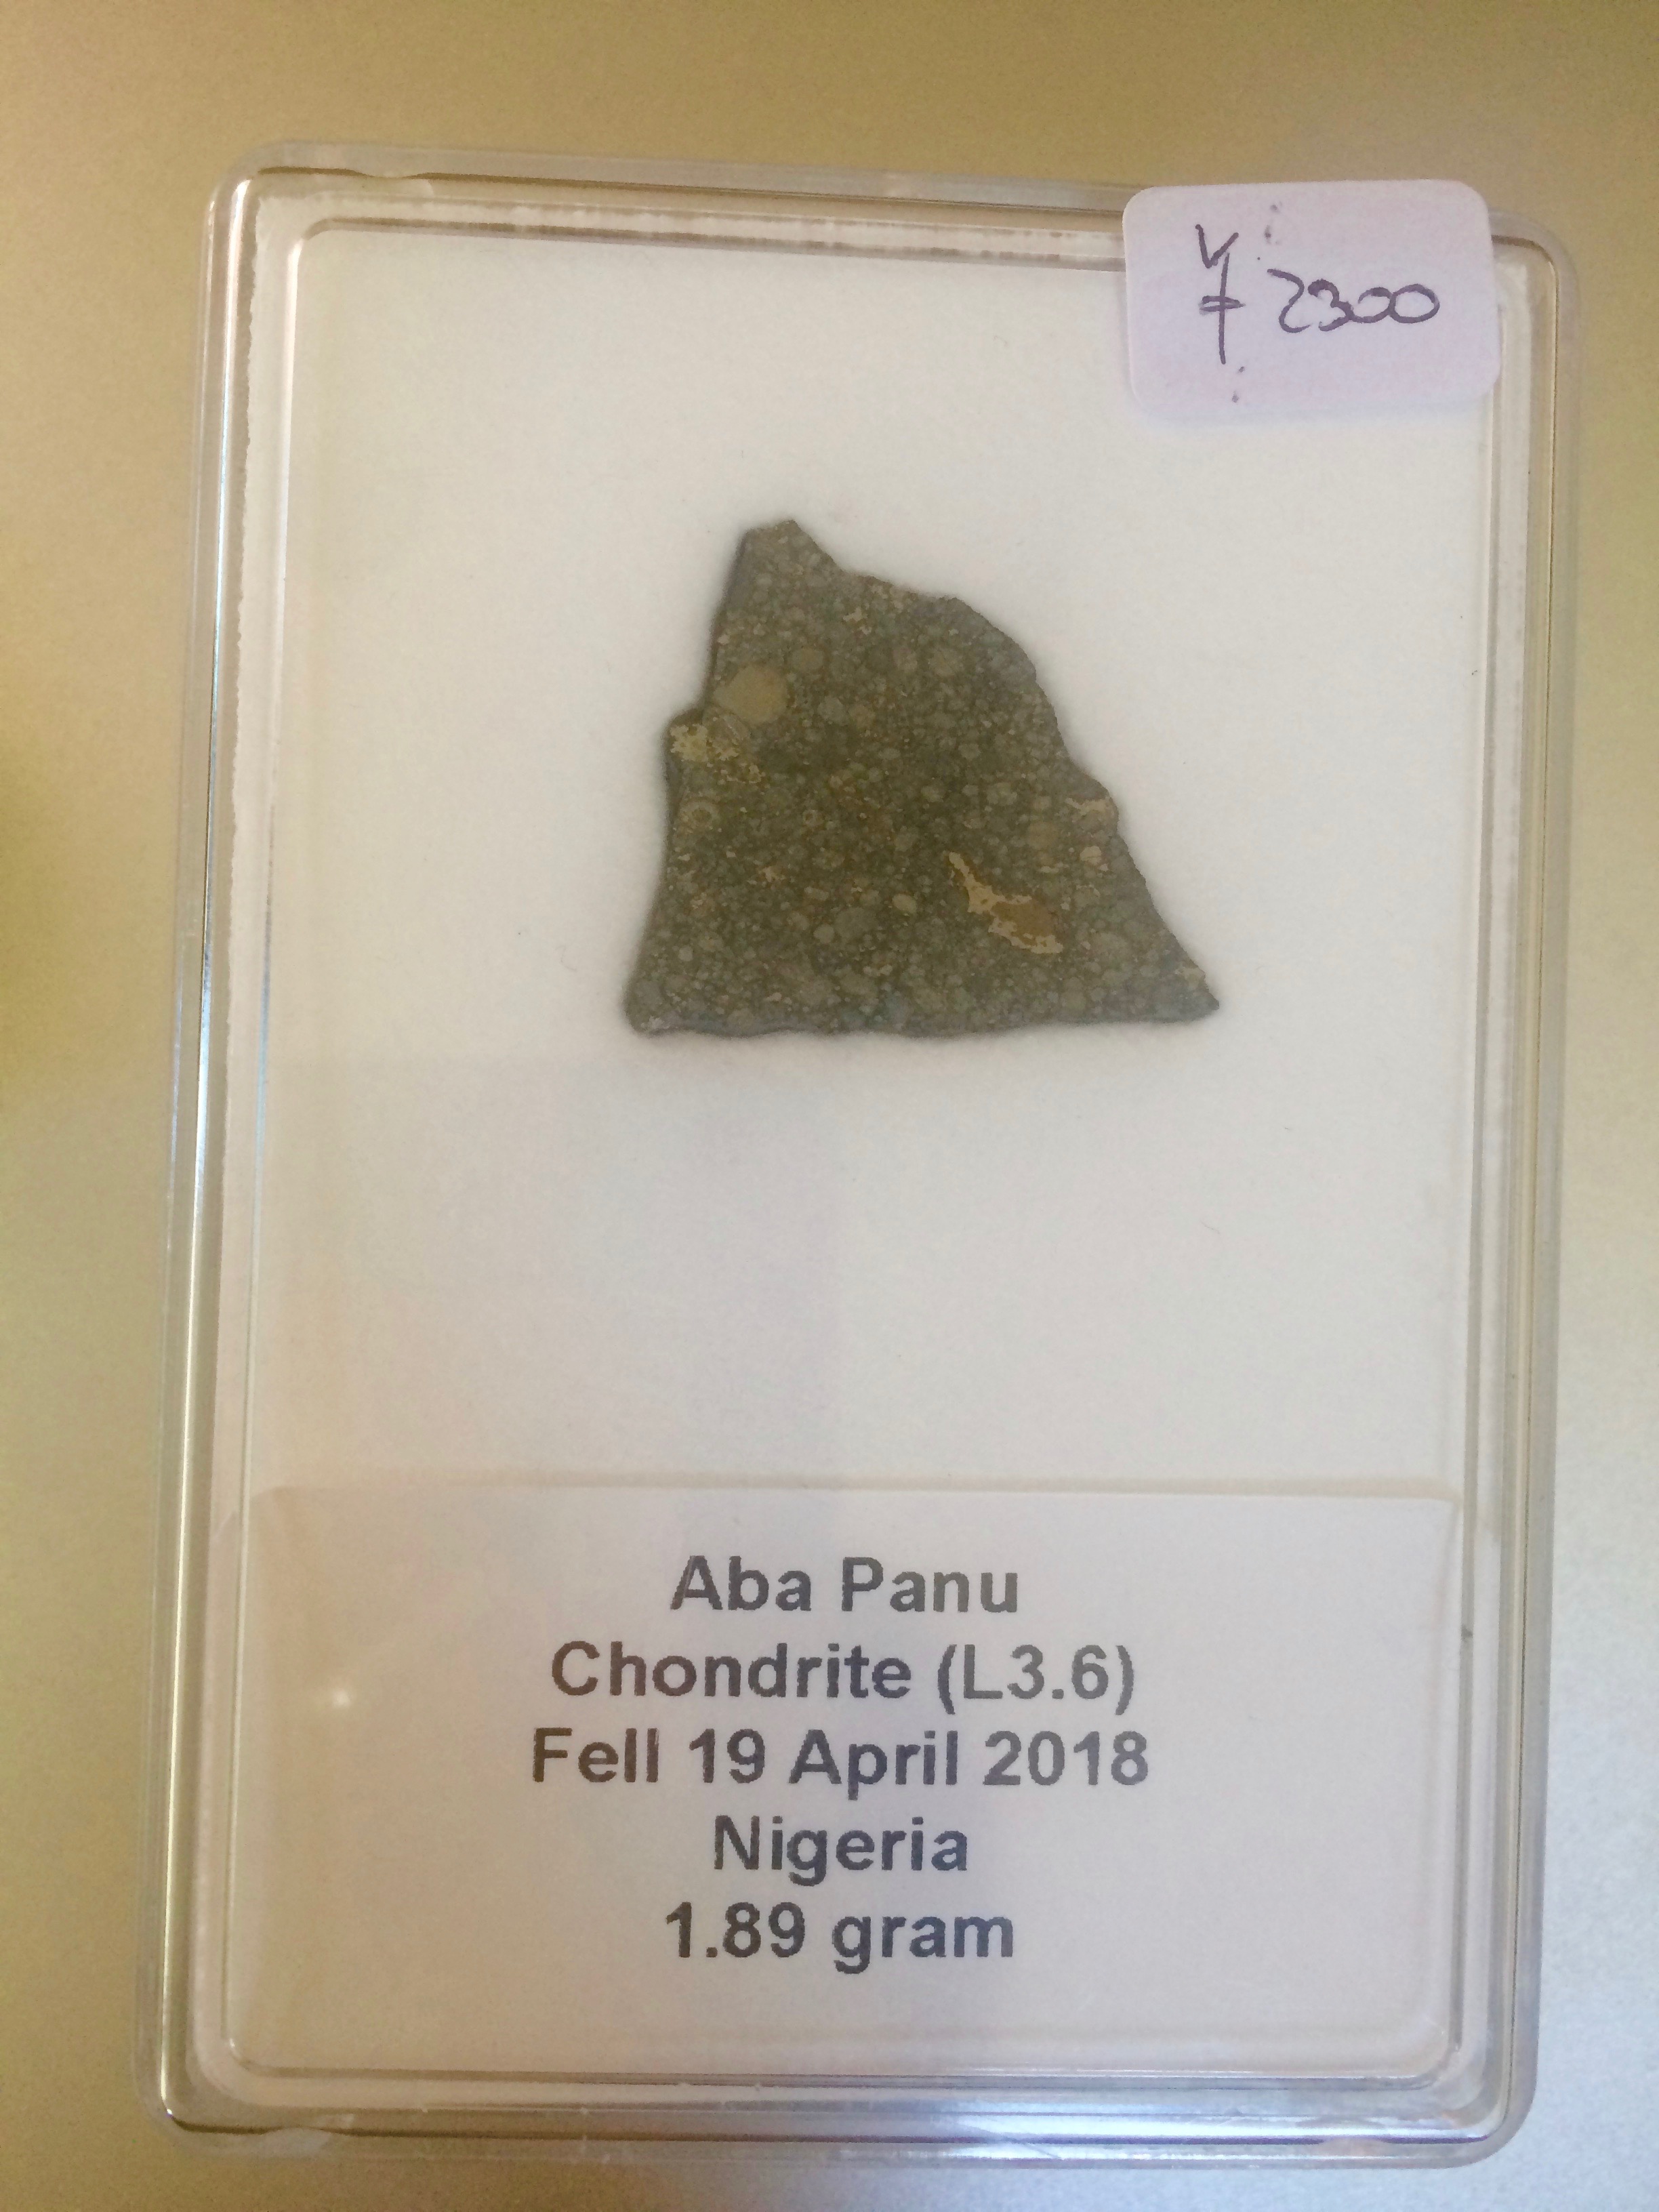 ¥2300
Aba Panu
Chondrite (L3.6)
Fell 19 April 2018
Nigeria
1.89 gram